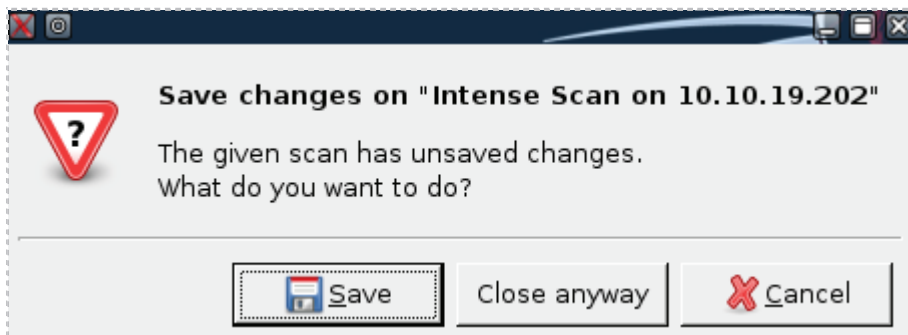 Save changes on "Intense Scan on 10.10.19.202"
?
The given scan has unsaved changes.
What do you want to do?
Save
Close anyway
Cancel